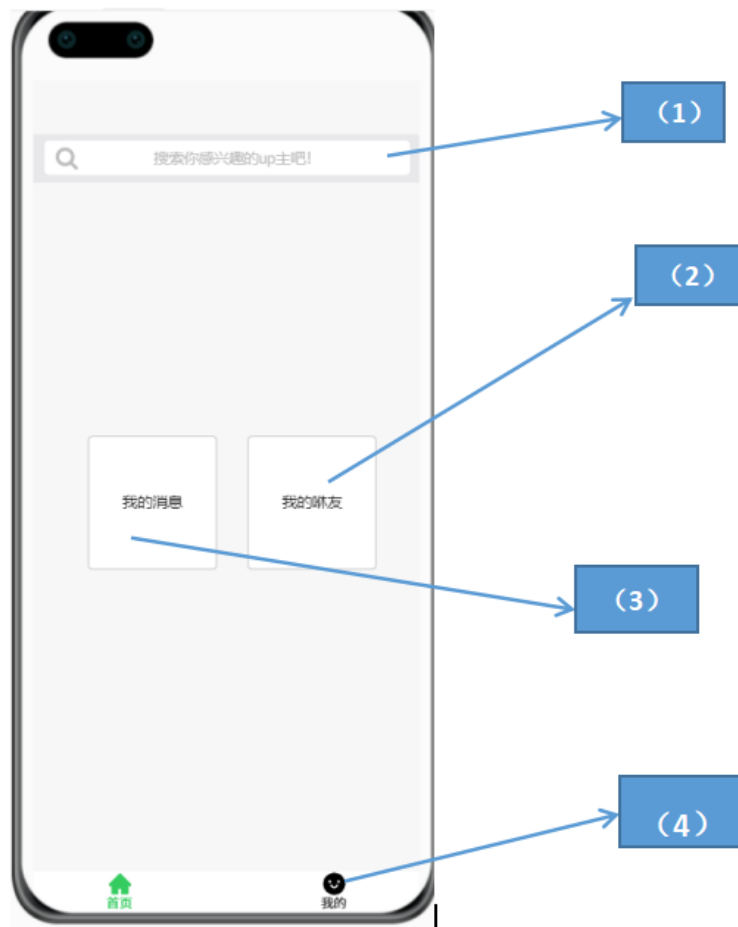 （1）
搜索你感兴趣的up主吧!
（2）
我的消息
我的咻友
（3）
（4）
首页
我的